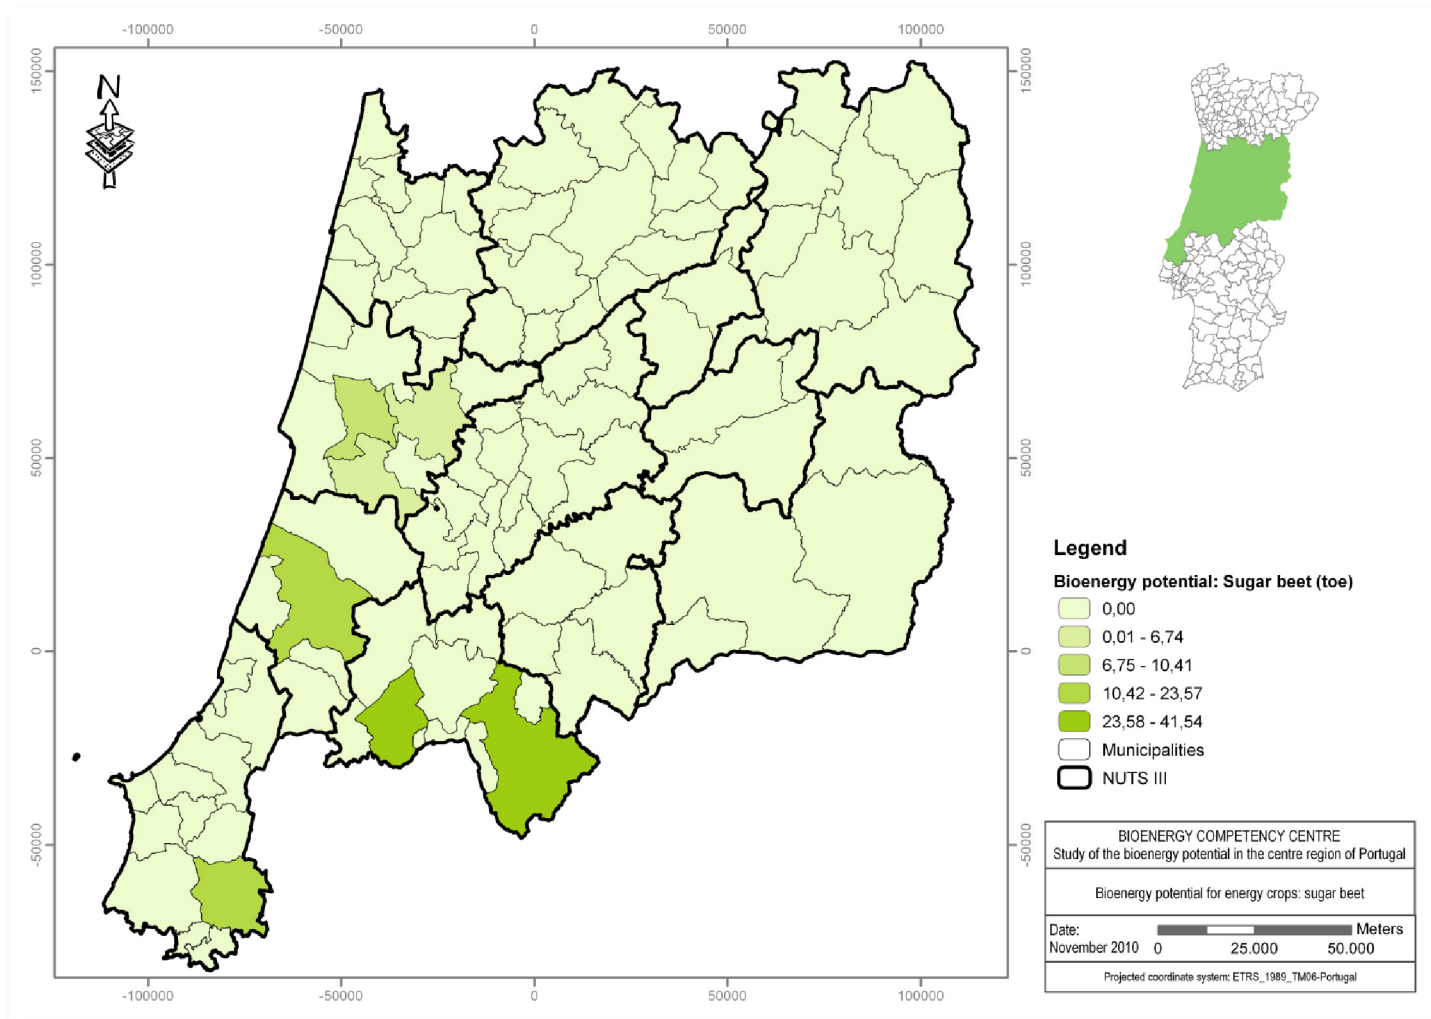 -100000 -50000 0 50000 100000
150000
100000
50000
0
-50000
N
150000
100000
50000
0
-50000
-100000 -50000 0 50000 100000
Legend
Bioenergy potential: Sugar beet (toe)
0,00
0,01 - 6,74
6,75 - 10,41
10,42 - 23,57
23,58 - 41,54
Municipalities
NUTS III
BIOENERGY COMPETENCY CENTRE
Study of the bioenergy potential in the centre region of Portugal
Bioenergy potential for energy crops: sugar beet
Date:
November 2010
Meters
0 25.000 50.000
Projected coordinate system: ETRS_1989_TM06-Portugal